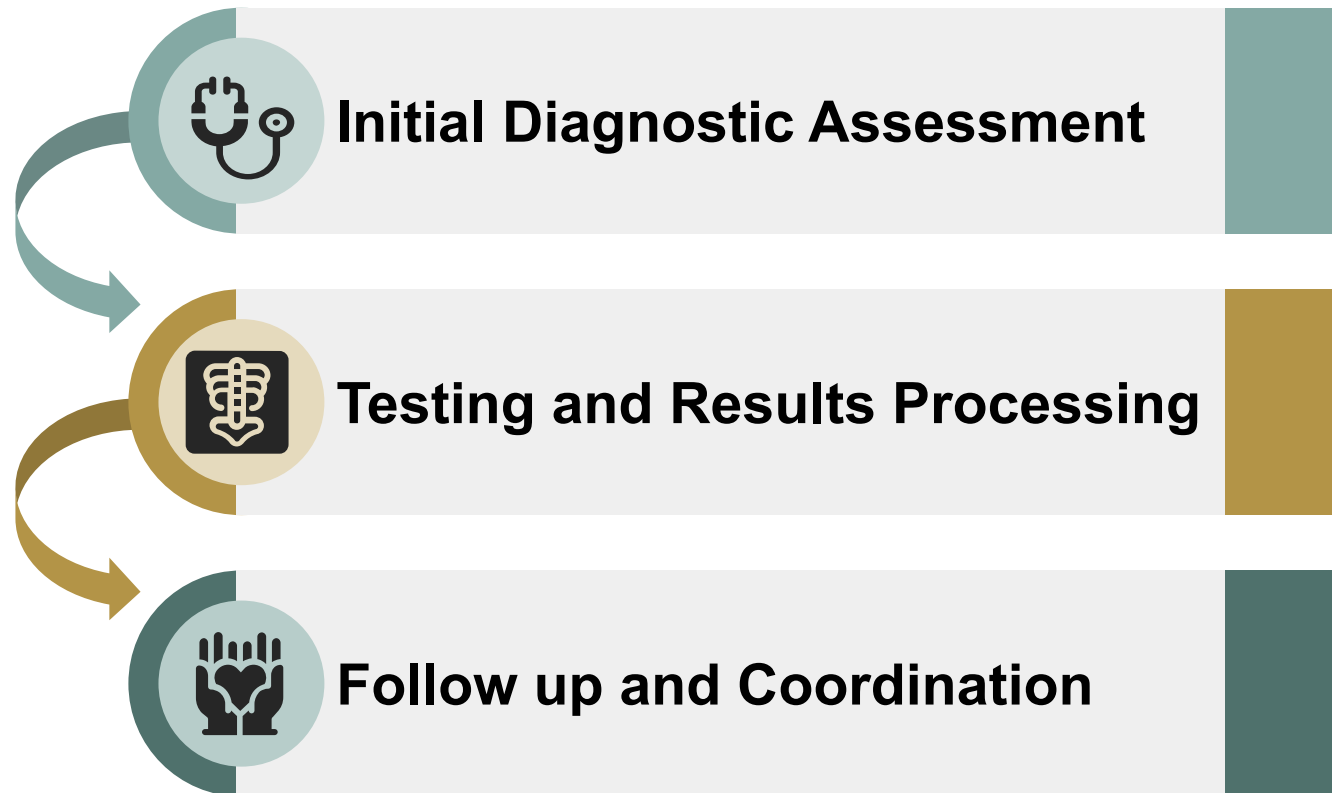 Initial Diagnostic Assessment
Testing and Results Processing
Follow up and Coordination